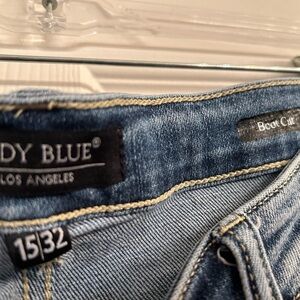 DY BLUE®
LOS ANGELES
Boot Cut
15|32